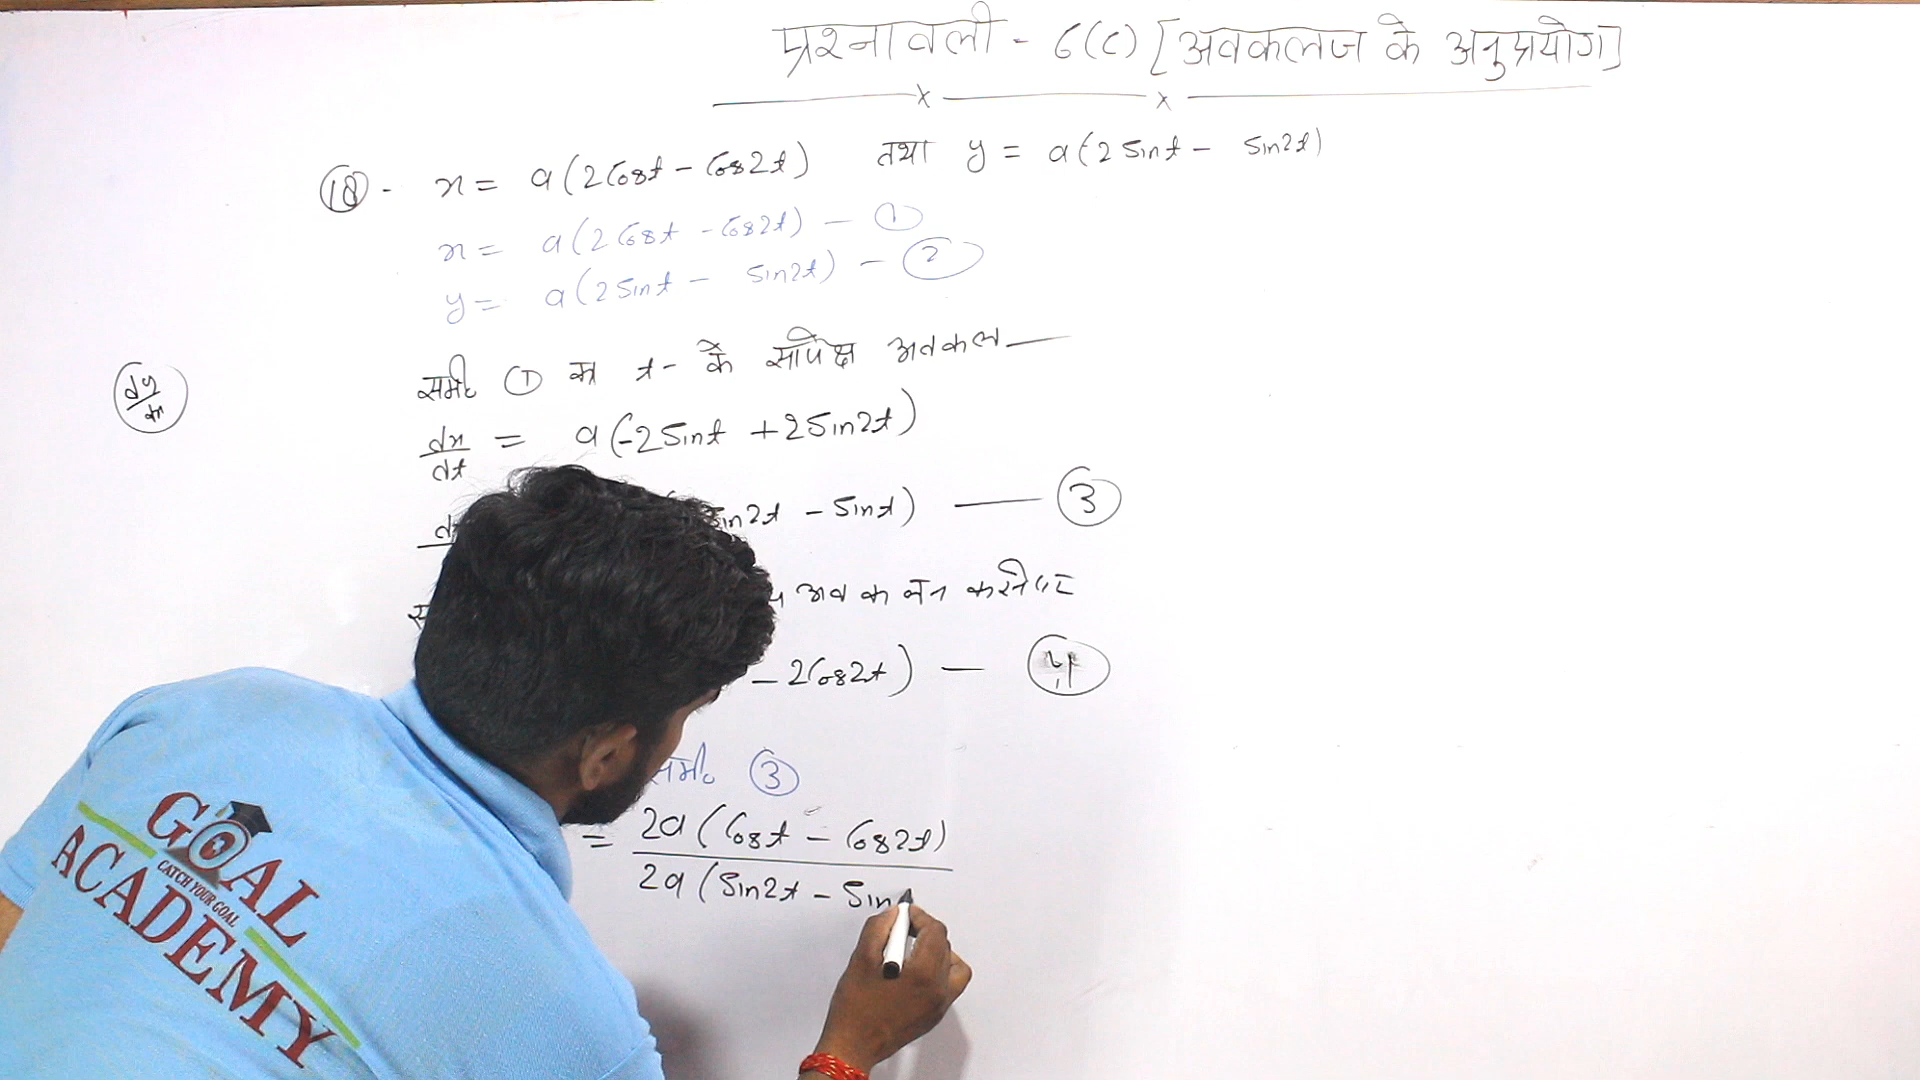 प्रश्नावली - 6(c) [अवकलज के अनुप्रयोग]
18 - x = a(2Cost - Cos2t) तथा y = a(2Sint - Sin2t)
x = a(2Cost - Cos2t) - 1
y = a(2Sint - Sin2t) - 2
समी० 1 का t- के सापेक्ष अवकलन
dy/dx
dx/dt = a(-2Sint + 2Sin2t)
Sin2t - Sint) — 3
अवकलन करने पर
- 2Cos2t) — 4
समी० 3
= 2a(Cost - Cos2t)
2a(Sin2t - Sin
GOAL
CATCH YOUR GOAL
ACADEMY